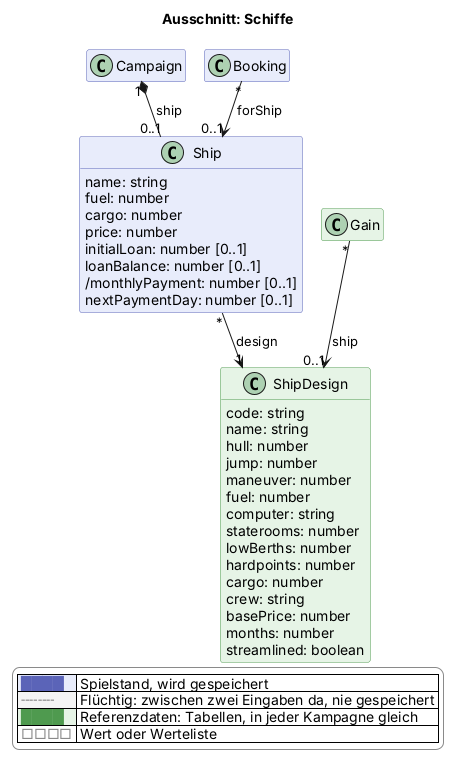 Ausschnitt: Schiffe
C Campaign
C Booking
1
ship
0..1
*
forShip
0..1
C Ship
name: string
fuel: number
cargo: number
price: number
initialLoan: number [0..1]
loanBalance: number [0..1]
/monthlyPayment: number [0..1]
nextPaymentDay: number [0..1]
C Gain
*
design
1
*
ship
0..1
C ShipDesign
code: string
name: string
hull: number
jump: number
maneuver: number
fuel: number
computer: string
staterooms: number
lowBerths: number
hardpoints: number
cargo: number
crew: string
basePrice: number
months: number
streamlined: boolean
Spielstand, wird gespeichert
Flüchtig: zwischen zwei Eingaben da, nie gespeichert
Referenzdaten: Tabellen, in jeder Kampagne gleich
Wert oder Werteliste